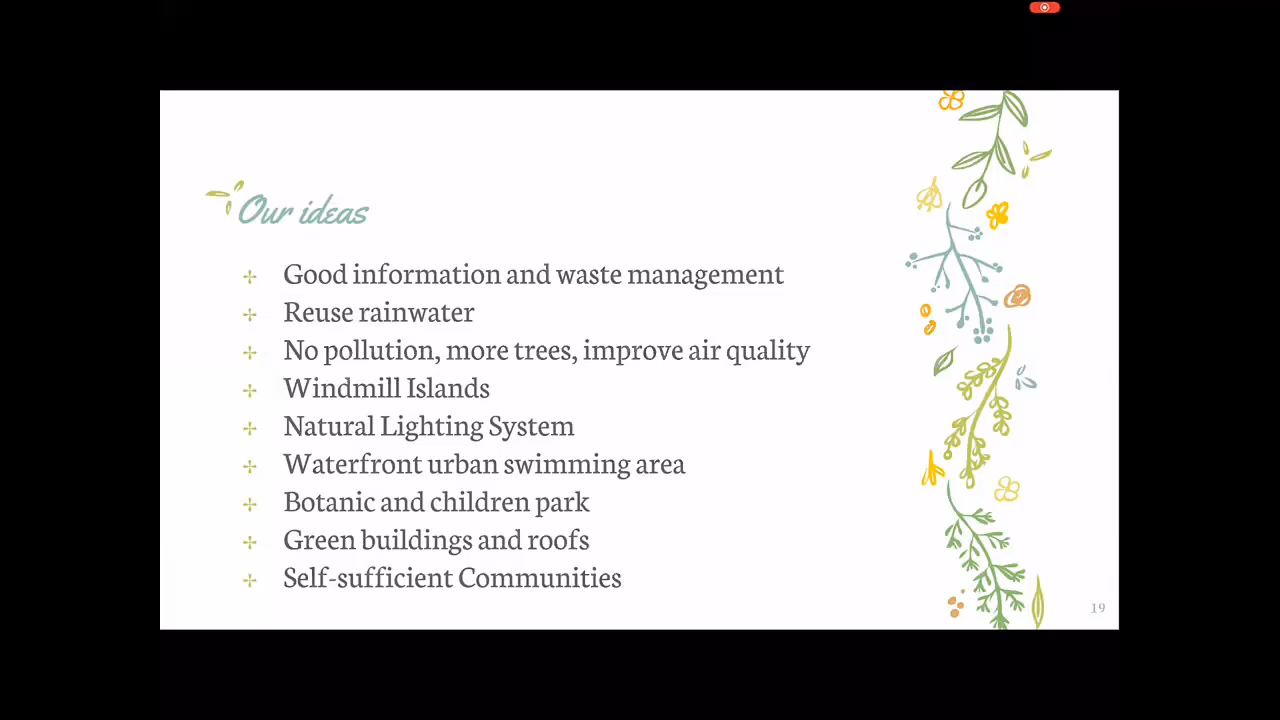 Our ideas
Good information and waste management
Reuse rainwater
No pollution, more trees, improve air quality
Windmill Islands
Natural Lighting System
Waterfront urban swimming area
Botanic and children park
Green buildings and roofs
Self-sufficient Communities
19